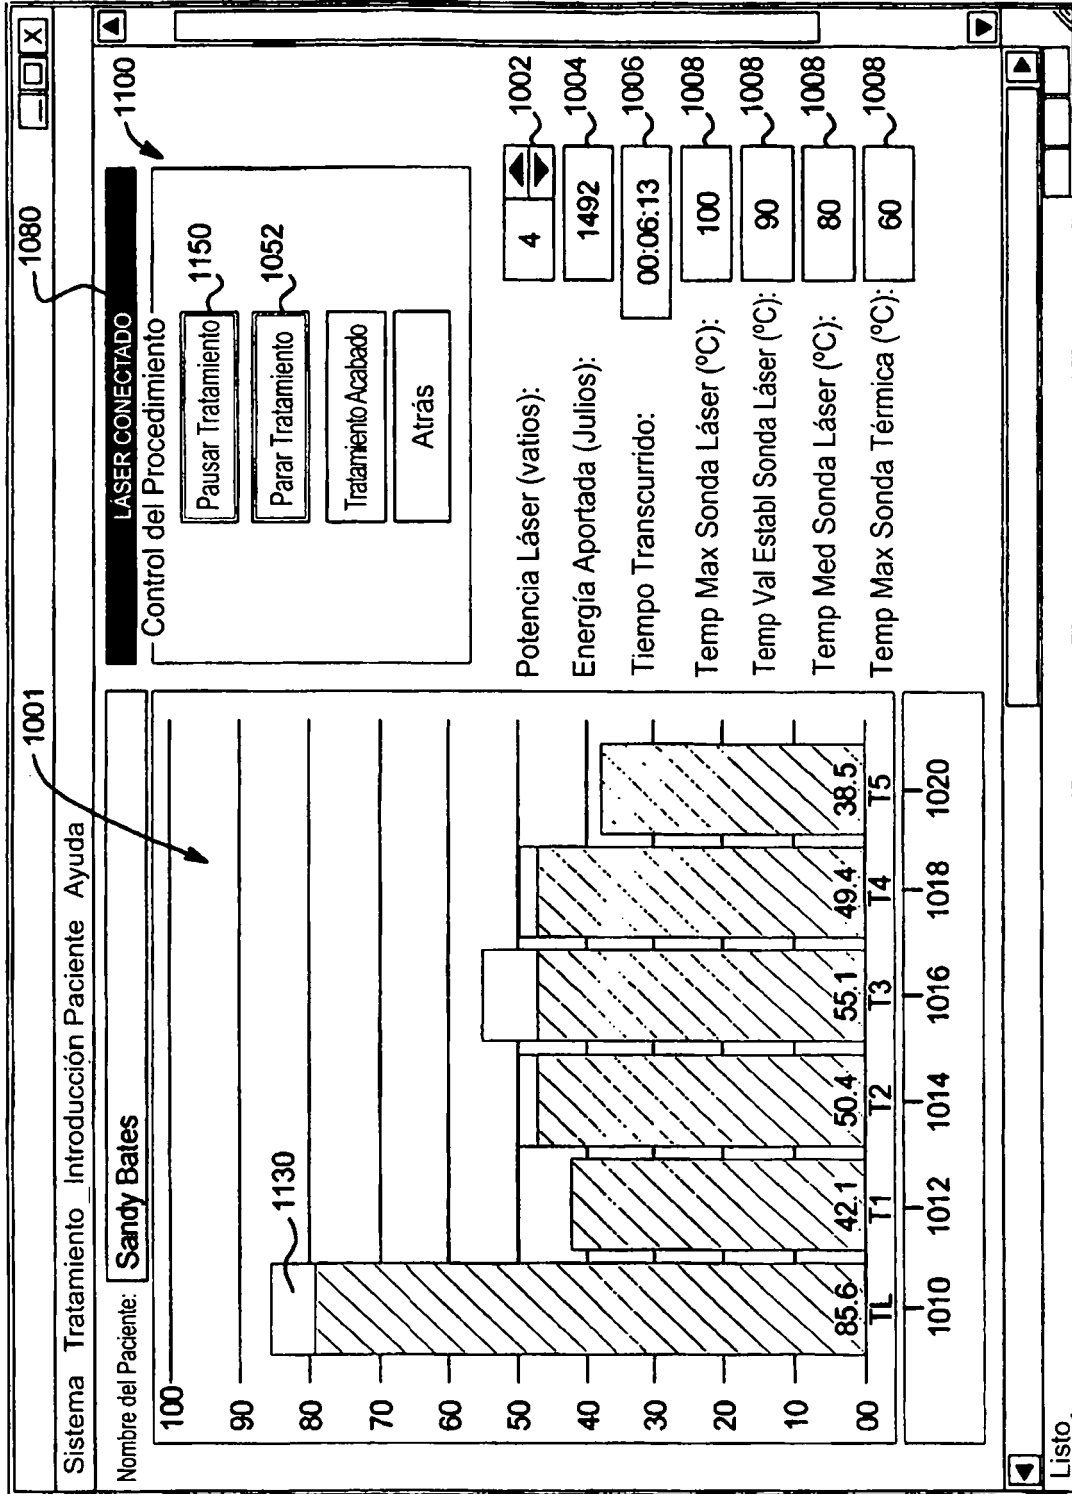 1001
1080
Sistema Tratamiento_Introducción Paciente Ayuda
Nombre del Paciente: Sandy Bates
LÁSER CONECTADO
1100
Control del Procedimiento
Pausar Tratamiento 1150
Parar Tratamiento 1052
Tratamiento Acabado
Atrás
Potencia Láser (vatios): 4 1002
Energía Aportada (Julios): 1492 1004
Tiempo Transcurrido: 00:06:13 1006
Temp Max Sonda Láser (ºC): 100 1008
Temp Val Establ Sonda Láser (ºC): 90 1008
Temp Med Sonda Láser (ºC): 80 1008
Temp Max Sonda Térmica (ºC): 60 1008
100
90
80
70
60
50
40
30
20
10
00
1130
85.6 42.1 50.4 55.1 49.4 38.5
TL T1 T2 T3 T4 T5
1010 1012 1014 1016 1018 1020
Listo